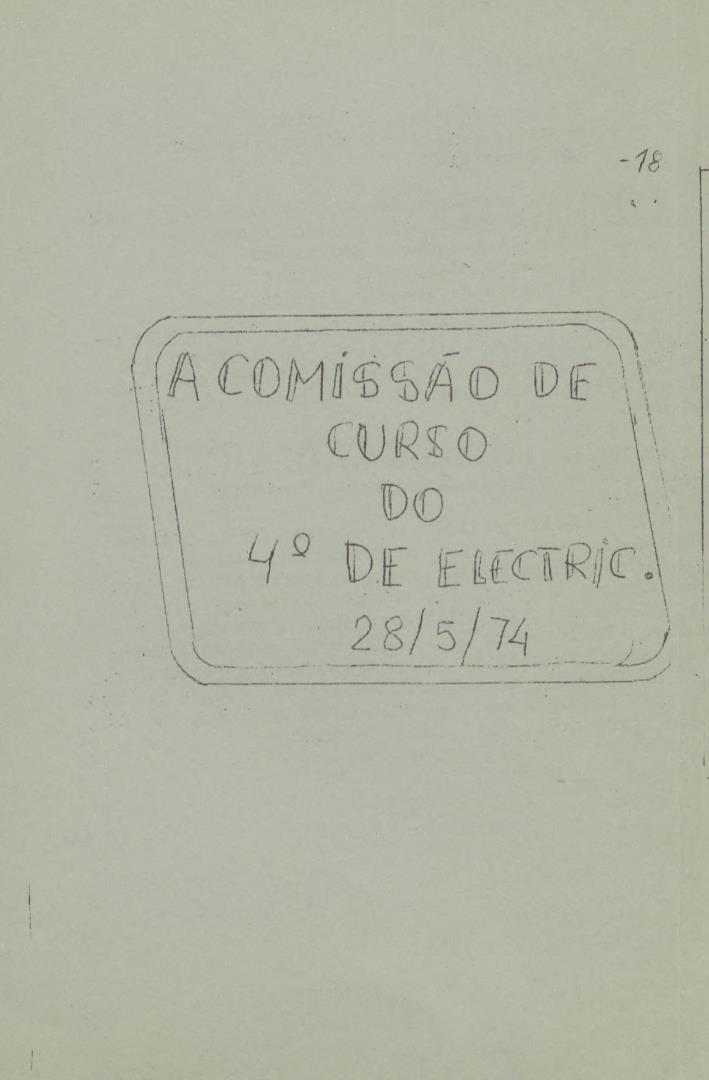 -18
A COMISSÃO DE
CURSO
DO
4º DE ELECTRIC.
28/5/74